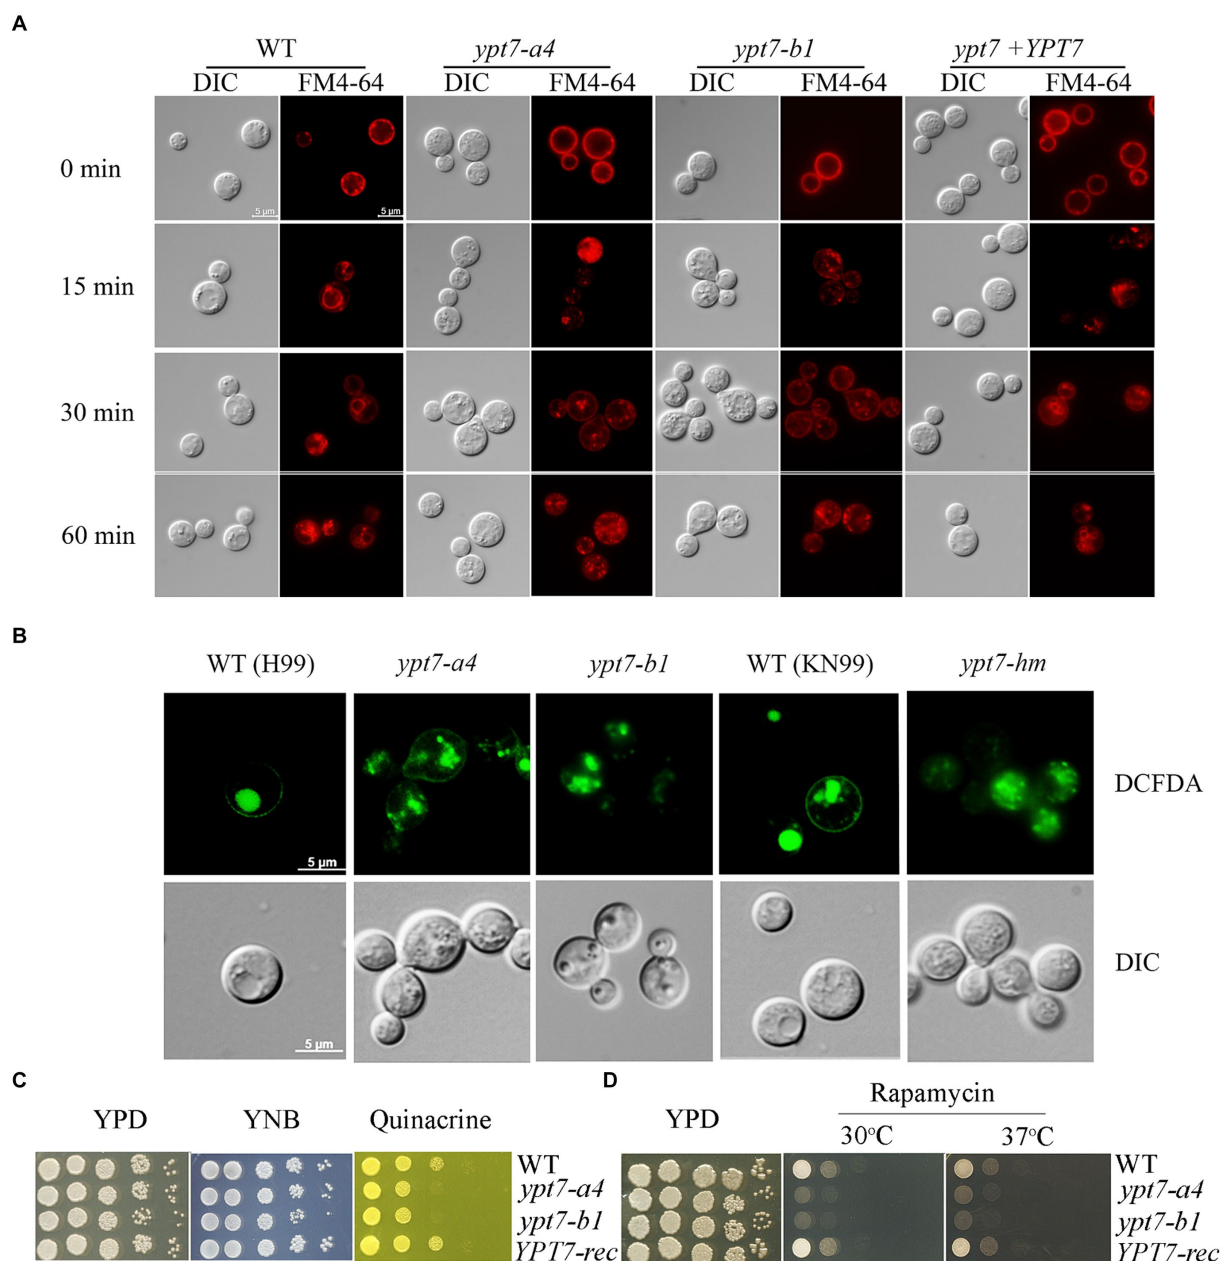 A
WT ypt7-a4 ypt7-b1 ypt7 +YPT7
DIC FM4-64 DIC FM4-64 DIC FM4-64 DIC FM4-64
0 min
5 µm 5 µm
15 min
30 min
60 min
B
WT (H99) ypt7-a4 ypt7-b1 WT (KN99) ypt7-hm
DCFDA
5 µm
DIC
5 µm
C
YPD YNB Quinacrine
WT
ypt7-a4
ypt7-b1
YPT7-rec
D
Rapamycin
YPD 30°C 37°C
WT
ypt7-a4
ypt7-b1
YPT7-rec